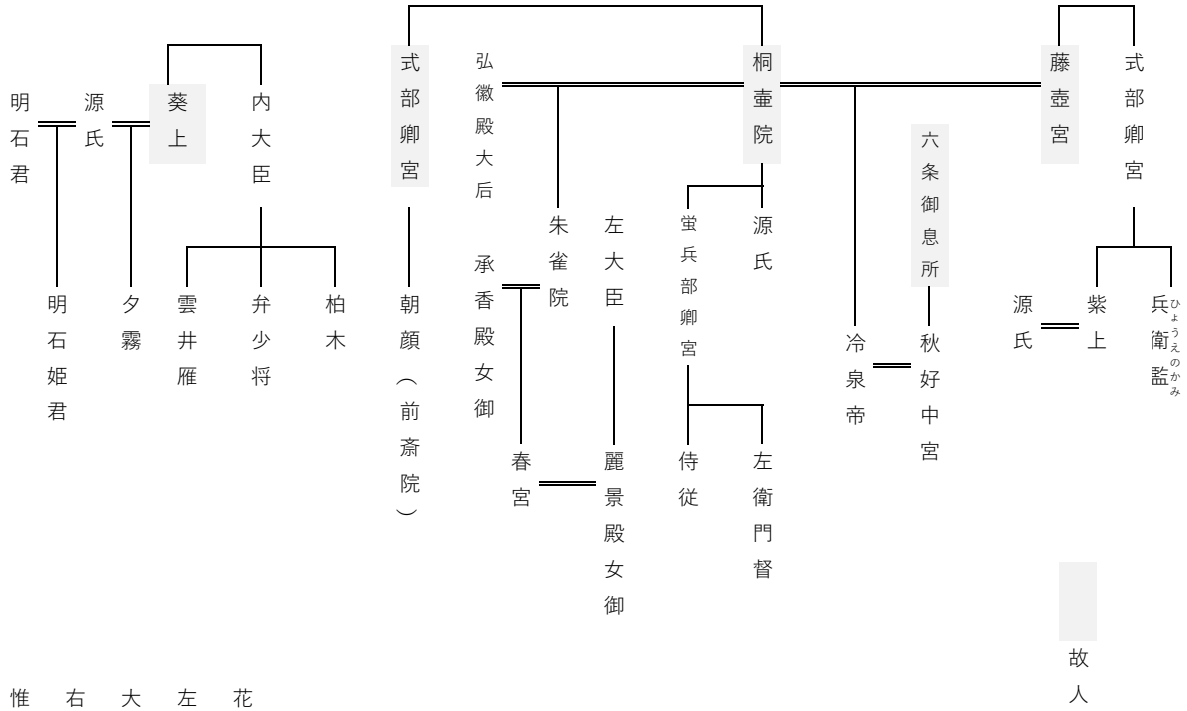 式部卿宮
藤壺宮
桐壷院
弘徽殿大后
式部卿宮
内大臣
葵上
源氏
明石君
六条御息所
源氏
蛍兵部卿宮
左大臣
朱雀院
承香殿女御
兵衛監
ひょうえのかみ
紫上
源氏
秋好中宮
冷泉帝
朝顔（前斎院）
柏木
弁少将
雲井雁
夕霧
明石姫君
左衛門督
侍従
麗景殿女御
春宮
故人
花
左
大
右
惟